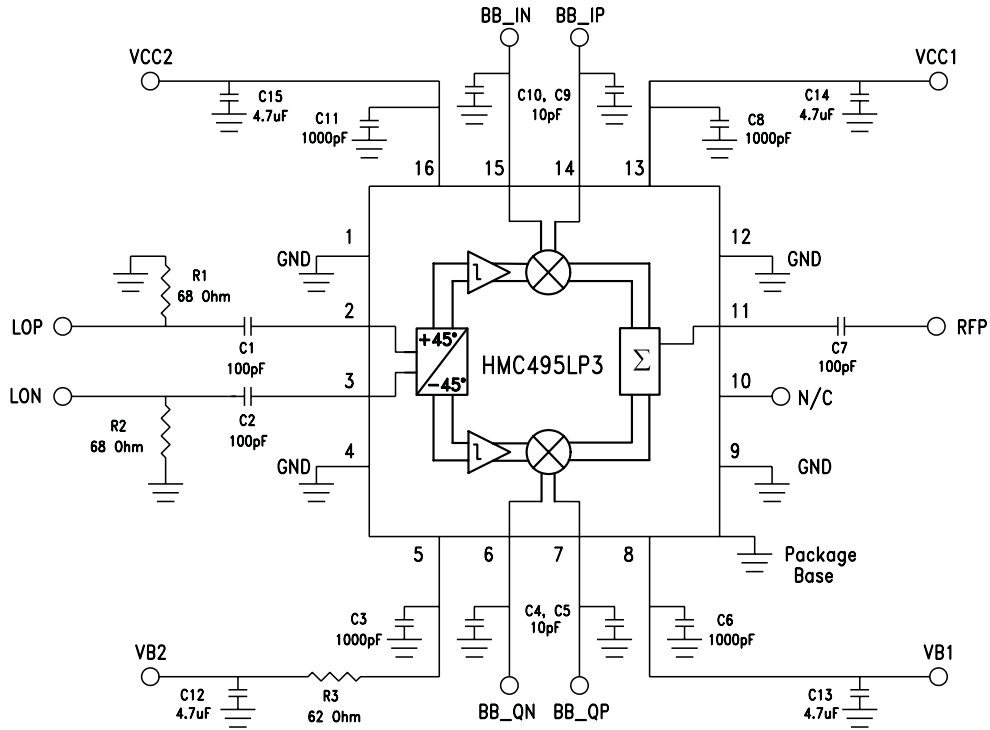 BB_IN BB_IP
VCC2
VCC1
C15
4.7uF
C11
1000pF
C10, C9
10pF
C14
4.7uF
C8
1000pF
16
15
14
13
1
GND
12
GND
R1
68 Ohm
LOP
C1
100pF
2
+45°
-45°
HMC495LP3
Σ
11
C7
100pF
RFP
LON
C2
100pF
3
10
N/C
R2
68 Ohm
GND
4
9
GND
5
6
7
8
Package
Base
C3
1000pF
C4, C5
10pF
C6
1000pF
VB2
VB1
C12
4.7uF
R3
62 Ohm
BB_QN BB_QP
C13
4.7uF